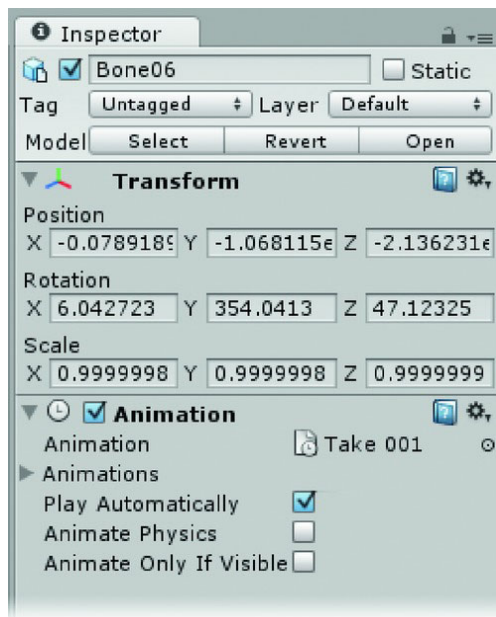 Inspector
Bone06 Static
Tag Untagged Layer Default
Model Select Revert Open
Transform
Position
X -0.0789189 Y -1.068115e Z -2.136231e
Rotation
X 6.042723 Y 354.0413 Z 47.12325
Scale
X 0.9999998 Y 0.9999998 Z 0.9999999
Animation
Animation Take 001
Animations
Play Automatically
Animate Physics
Animate Only If Visible